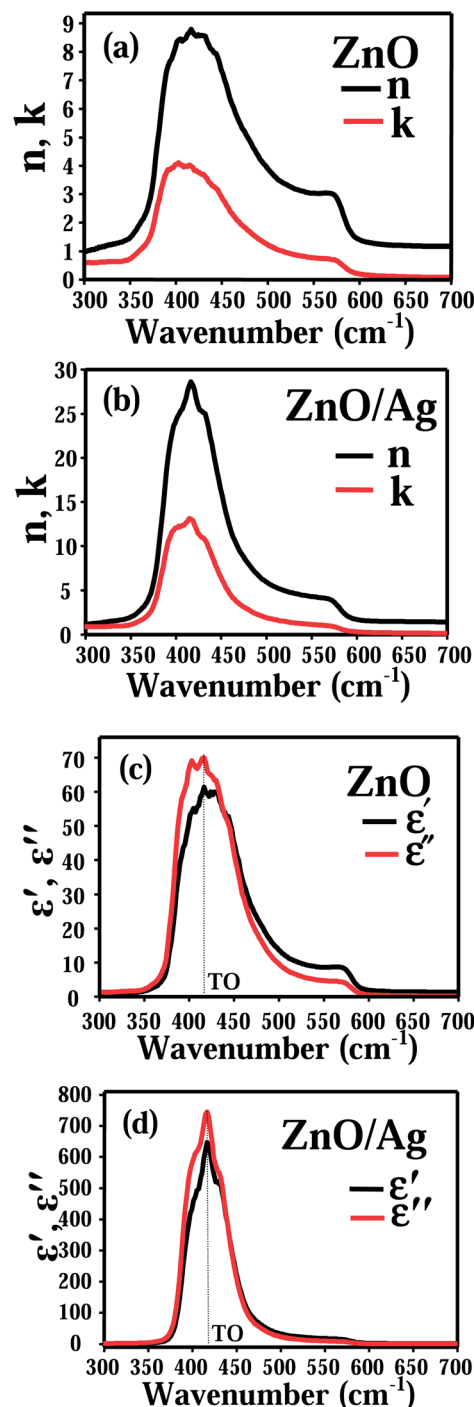 (a) ZnO
n
k
9
8
7
6
5
4
3
2
1
0
n, k
300 350 400 450 500 550 600 650 700
Wavenumber (cm⁻¹)
(b) ZnO/Ag
n
k
30
25
20
15
10
5
0
n, k
300 350 400 450 500 550 600 650 700
Wavenumber (cm⁻¹)
(c) ZnO
ε′
ε′′
70
60
50
40
30
20
10
0
ε′, ε′′
TO
300 350 400 450 500 550 600 650 700
Wavenumber (cm⁻¹)
(d) ZnO/Ag
ε′
ε′′
800
700
600
500
400
300
200
100
0
ε′, ε′′
TO
300 350 400 450 500 550 600 650 700
Wavenumber (cm⁻¹)